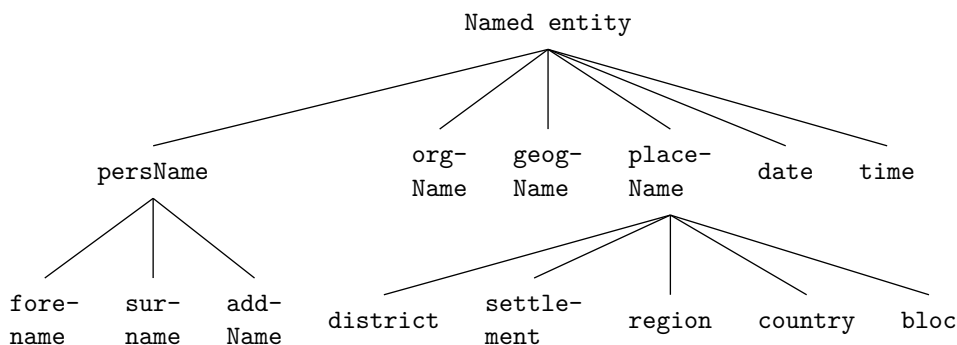 Named entity
persName
org-
Name
geog-
Name
place-
Name
date
time
fore-
name
sur-
name
add-
Name
district
settle-
ment
region
country
bloc